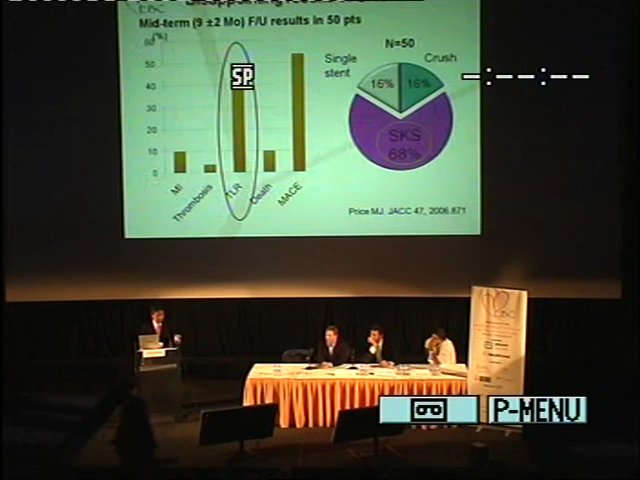 Mid-term (9 ±2 Mo) F/U results in 50 pts
(%)
60
50
40
30
20
10
0
MI
Thrombosis
TLR
Death
MACE
SP
N=50
Single
stent
Crush
16%
16%
SKS
68%
Price MJ. JACC 47, 2006:871
--:--:--
P-MENU